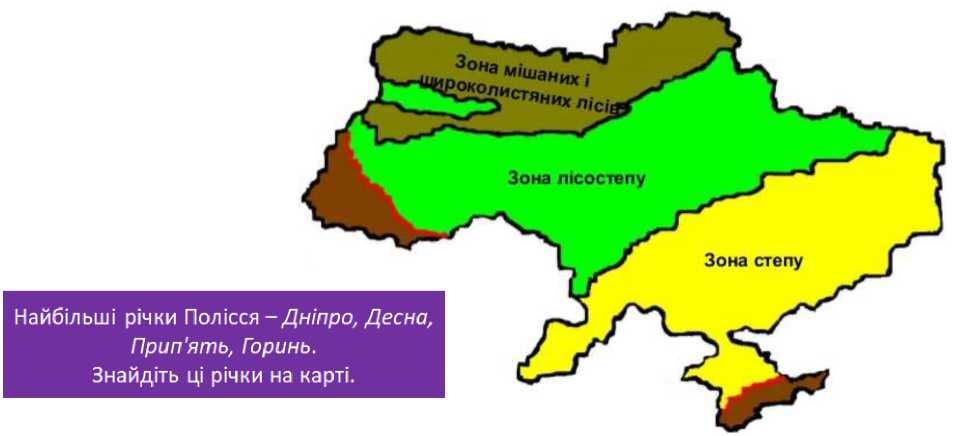 Зона мішаних і
широколистяних лісів
Зона лісостепу
Зона степу
Найбільші річки Полісся – Дніпро, Десна,
Прип'ять, Горинь.
Знайдіть ці річки на карті.